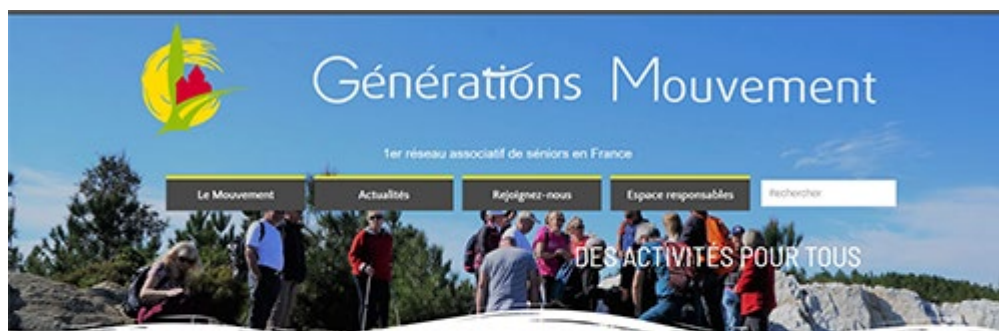 Générations Mouvement
1er réseau associatif de séniors en France
Le Mouvement Actualités Rejoignez-nous Espace responsables Rechercher
DES ACTIVITÉS POUR TOUS